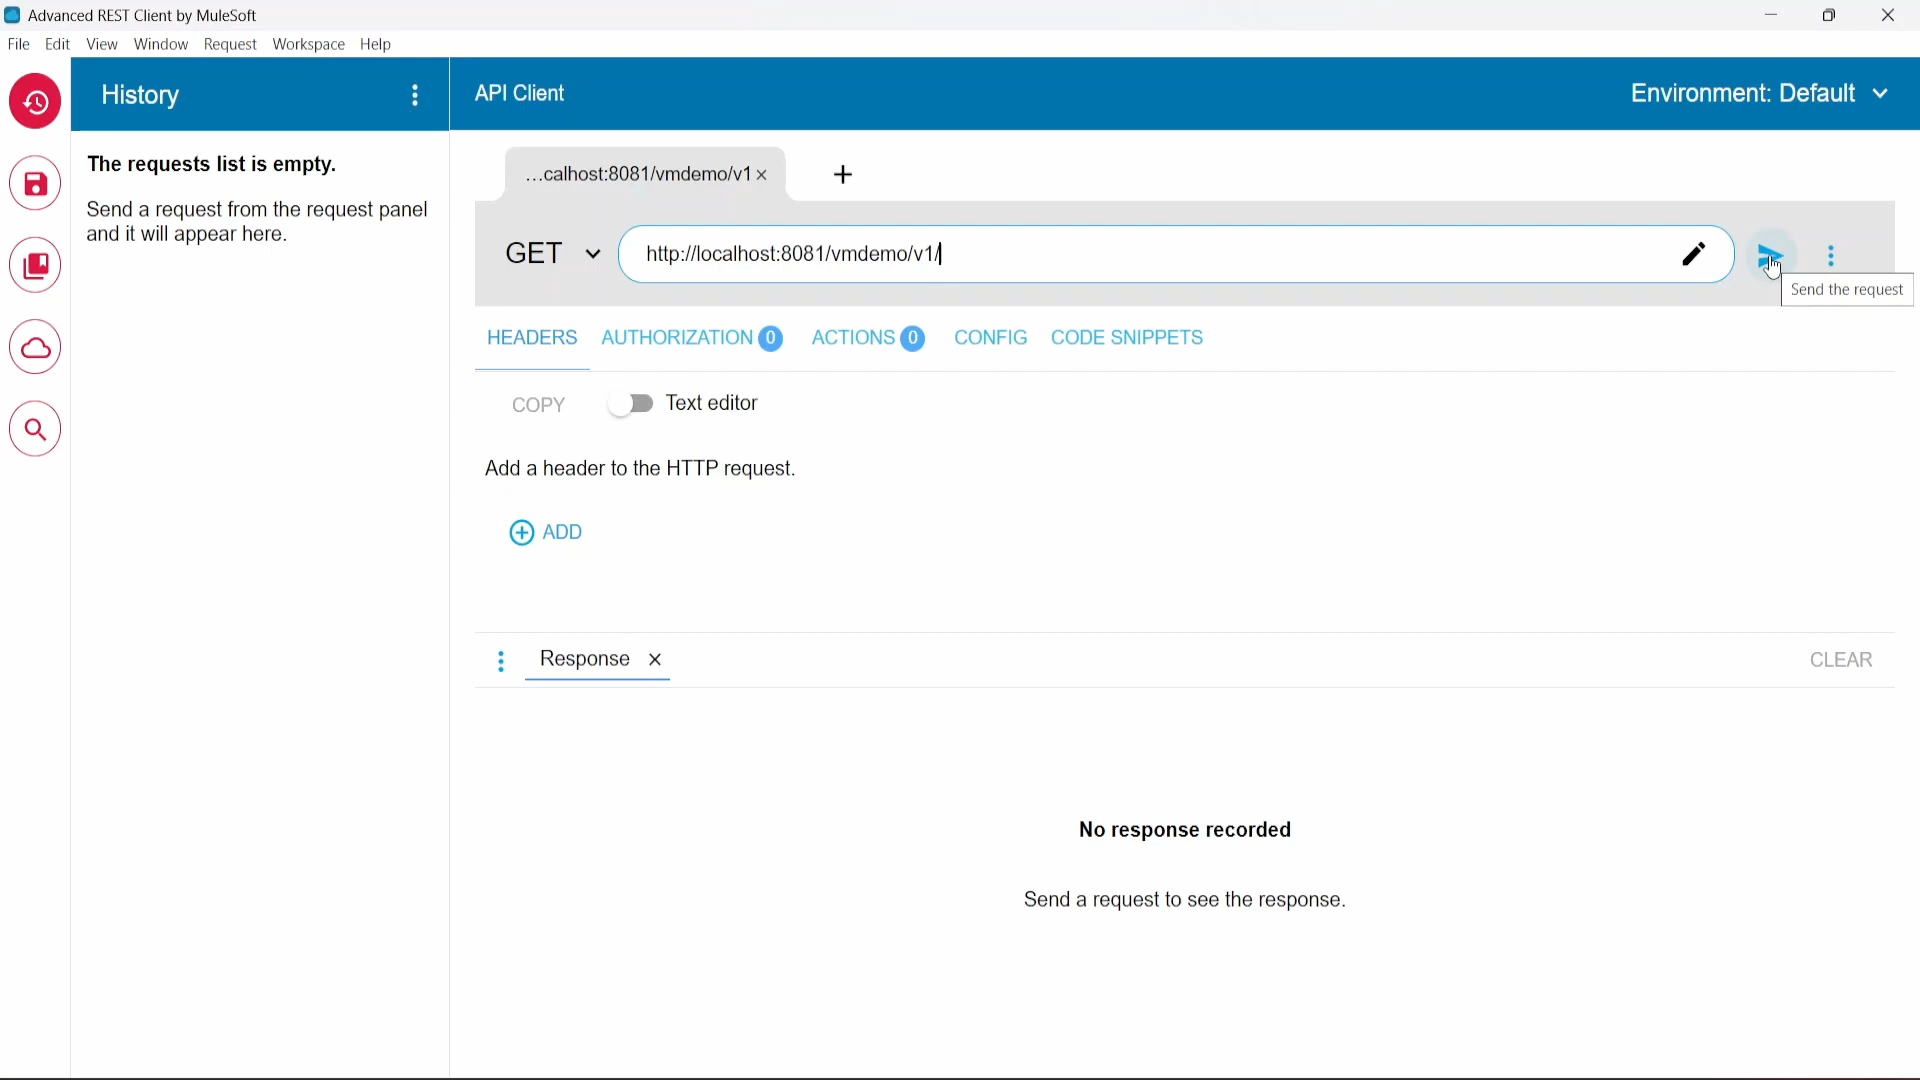 Advanced REST Client by MuleSoft
File Edit View Window Request Workspace Help
History
API Client
Environment: Default
The requests list is empty.
Send a request from the request panel
and it will appear here.
...calhost:8081/vmdemo/v1
GET
http://localhost:8081/vmdemo/v1/
Send the request
HEADERS AUTHORIZATION 0 ACTIONS 0 CONFIG CODE SNIPPETS
COPY Text editor
Add a header to the HTTP request.
ADD
Response
CLEAR
No response recorded
Send a request to see the response.